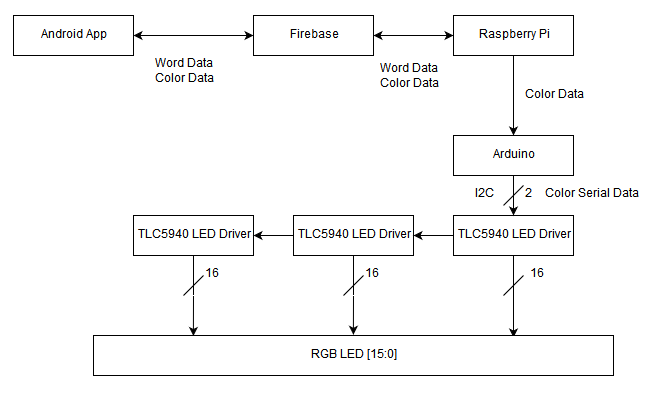 Android App
Firebase
Raspberry Pi
Word Data
Color Data
Word Data
Color Data
Color Data
Arduino
I2C 2 Color Serial Data
TLC5940 LED Driver
TLC5940 LED Driver
TLC5940 LED Driver
16
16
16
RGB LED [15:0]